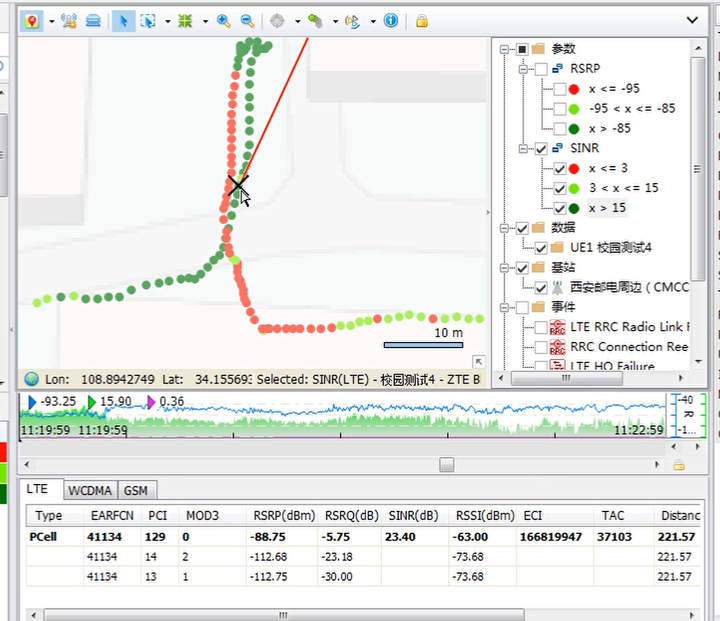 参数
RSRP
x <= -95
-95 < x <= -85
x > -85
SINR
x <= 3
3 < x <= 15
x > 15
数据
UE1 校园测试4
基站
西安邮电周边（CMCC
事件
LTE RRC Radio Link F
RRC Connection Ree
LTE HO Failure
10 m
Lon: 108.8942749 Lat: 34.155693 Selected: SINR(LTE) - 校园测试4 - ZTE B
-93.25 15.90 0.36
-40
R
-1...
11:19:59 11:19:59 11:22:59
LTE WCDMA GSM
Type EARFCN PCI MOD3 RSRP(dBm) RSRQ(dB) SINR(dB) RSSI(dBm) ECI TAC Distanc
PCell 41134 129 0 -88.75 -5.75 23.40 -63.00 166819947 37103 221.57
41134 14 2 -112.68 -23.18 -73.68 221.57
41134 13 1 -112.75 -30.00 -73.68 221.57